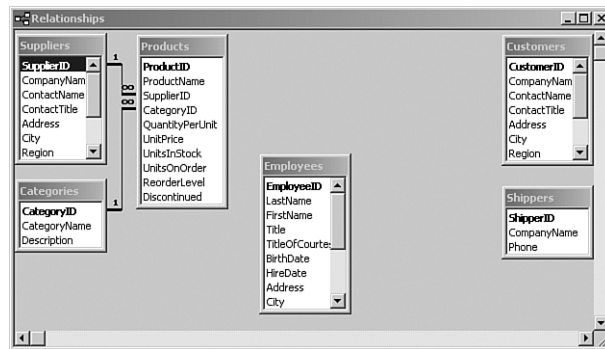 Relationships
Suppliers
SupplierID
CompanyNam
ContactName
ContactTitle
Address
City
Region
Categories
CategoryID
CategoryName
Description
1
∞
∞
1
Products
ProductID
ProductName
SupplierID
CategoryID
QuantityPerUnit
UnitPrice
UnitsInStock
UnitsOnOrder
ReorderLevel
Discontinued
Employees
EmployeeID
LastName
FirstName
Title
TitleOfCourtes
BirthDate
HireDate
Address
City
Customers
CustomerID
CompanyNam
ContactName
ContactTitle
Address
City
Region
Shippers
ShipperID
CompanyName
Phone